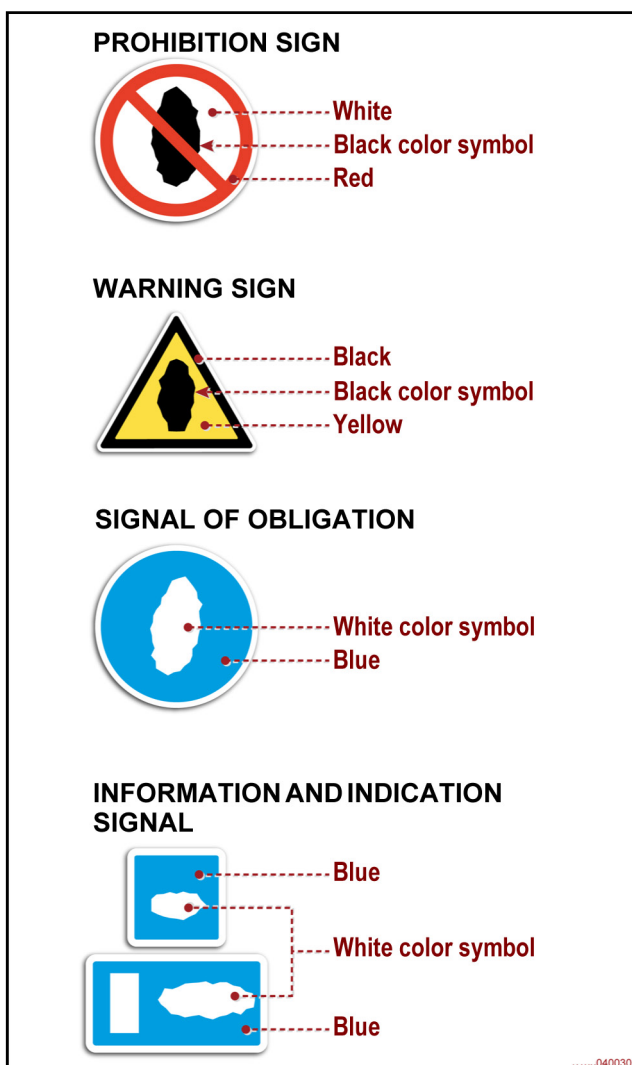 PROHIBITION SIGN
White
Black color symbol
Red
WARNING SIGN
Black
Black color symbol
Yellow
SIGNAL OF OBLIGATION
White color symbol
Blue
INFORMATION AND INDICATION
SIGNAL
Blue
White color symbol
Blue
040030